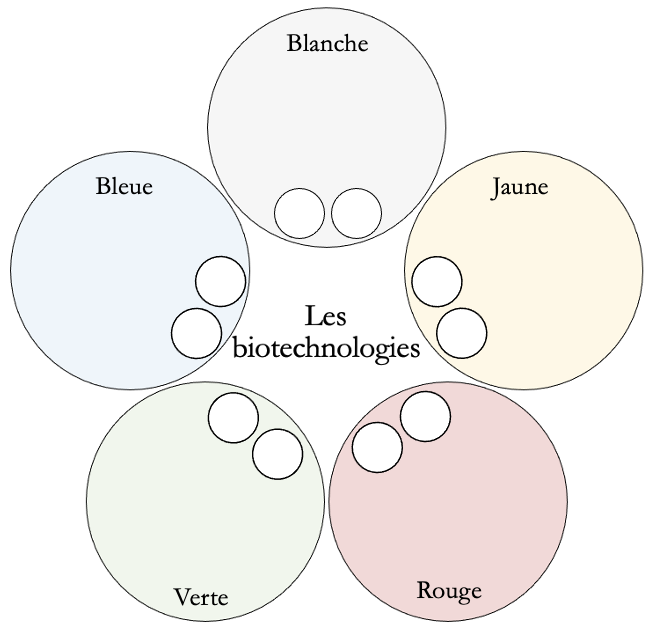 Blanche
Bleue
Jaune
Les
biotechnologies
Verte
Rouge